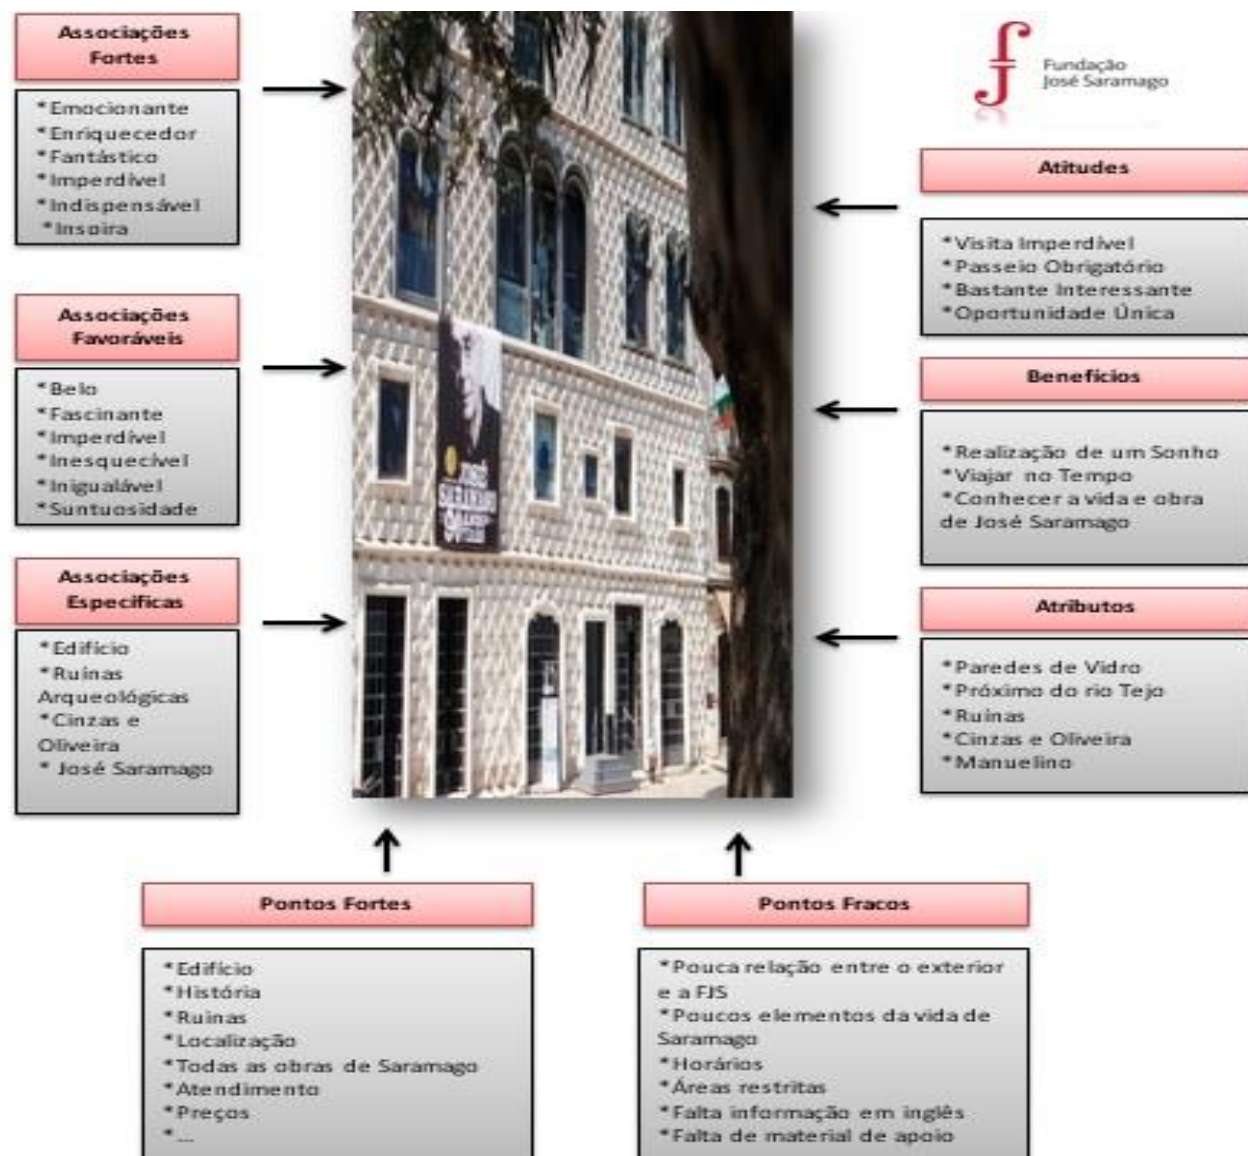 Associações
Fortes
*Emocionante
*Enriquecedor
*Fantástico
*Imperdível
*Indispensável
*Inspira
Associações
Favoráveis
*Belo
*Fascinante
*Imperdível
*Inesquecível
*Inigualável
*Suntuosidade
Associações
Específicas
*Edifício
*Ruínas
Arqueológicas
*Cinzas e
Oliveira
* José Saramago
JOSÉ
SARAMAGO
Fundação
José Saramago
Atitudes
*Visita Imperdível
*Passeio Obrigatório
*Bastante Interessante
*Oportunidade Única
Benefícios
*Realização de um Sonho
*Viajar no Tempo
*Conhecer a vida e obra
de José Saramago
Atributos
*Paredes de Vidro
*Próximo do rio Tejo
*Ruínas
*Cinzas e Oliveira
*Manuelino
Pontos Fortes
*Edifício
*História
*Ruinas
*Localização
*Todas as obras de Saramago
*Atendimento
*Preços
*...
Pontos Fracos
*Pouca relação entre o exterior
e a FJS
*Poucos elementos da vida de
Saramago
*Horários
*Áreas restritas
*Falta informação em inglês
*Falta de material de apoio